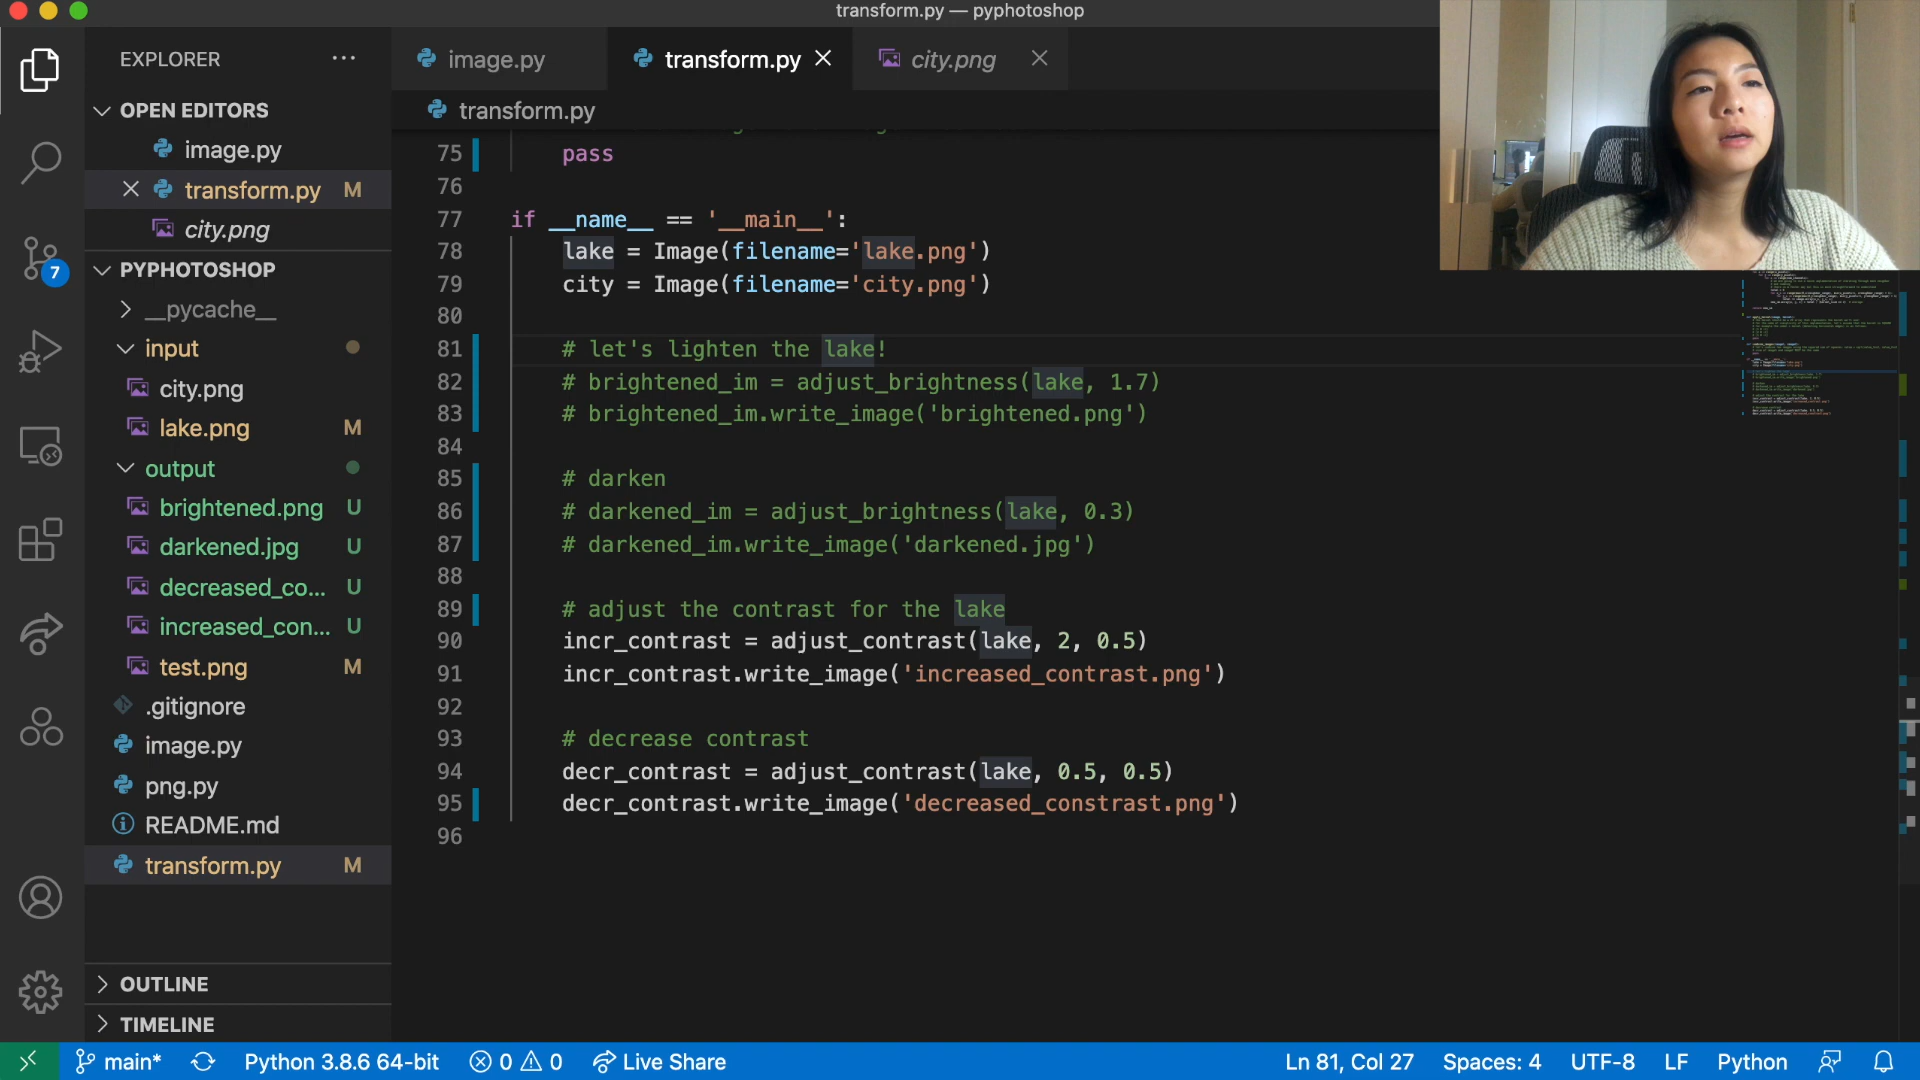 transform.py — pyphotoshop
EXPLORER
OPEN EDITORS
image.py
transform.py M
city.png
PYPHOTOSHOP
__pycache__
input
city.png
lake.png M
output
brightened.png U
darkened.jpg U
decreased_co... U
increased_con... U
test.png M
.gitignore
image.py
png.py
README.md
transform.py M
OUTLINE
TIMELINE
7
image.py transform.py city.png
transform.py
75 pass
76
77 if __name__ == '__main__':
78 lake = Image(filename='lake.png')
79 city = Image(filename='city.png')
80
81 # let's lighten the lake!
82 # brightened_im = adjust_brightness(lake, 1.7)
83 # brightened_im.write_image('brightened.png')
84
85 # darken
86 # darkened_im = adjust_brightness(lake, 0.3)
87 # darkened_im.write_image('darkened.jpg')
88
89 # adjust the contrast for the lake
90 incr_contrast = adjust_contrast(lake, 2, 0.5)
91 incr_contrast.write_image('increased_contrast.png')
92
93 # decrease contrast
94 decr_contrast = adjust_contrast(lake, 0.5, 0.5)
95 decr_contrast.write_image('decreased_constrast.png')
96
main* Python 3.8.6 64-bit 0 0 Live Share Ln 81, Col 27 Spaces: 4 UTF-8 LF Python